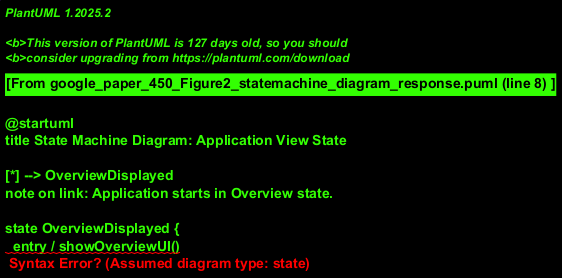 PlantUML 1.2025.2
<b>This version of PlantUML is 127 days old, so you should
<b>consider upgrading from https://plantuml.com/download
[From google_paper_450_Figure2_statemachine_diagram_response.puml (line 8) ]
@startuml
title State Machine Diagram: Application View State
[*] --> OverviewDisplayed
note on link: Application starts in Overview state.
state OverviewDisplayed {
entry / showOverviewUI()
Syntax Error? (Assumed diagram type: state)